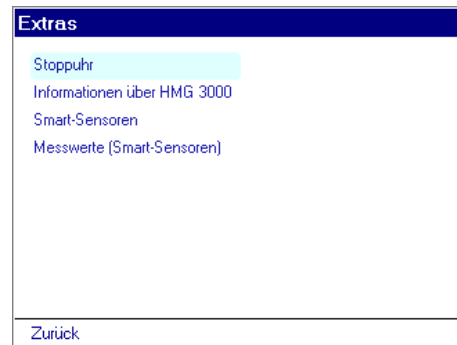 Extras
Stoppuhr
Informationen über HMG 3000
Smart-Sensoren
Messwerte (Smart-Sensoren)
Zurück